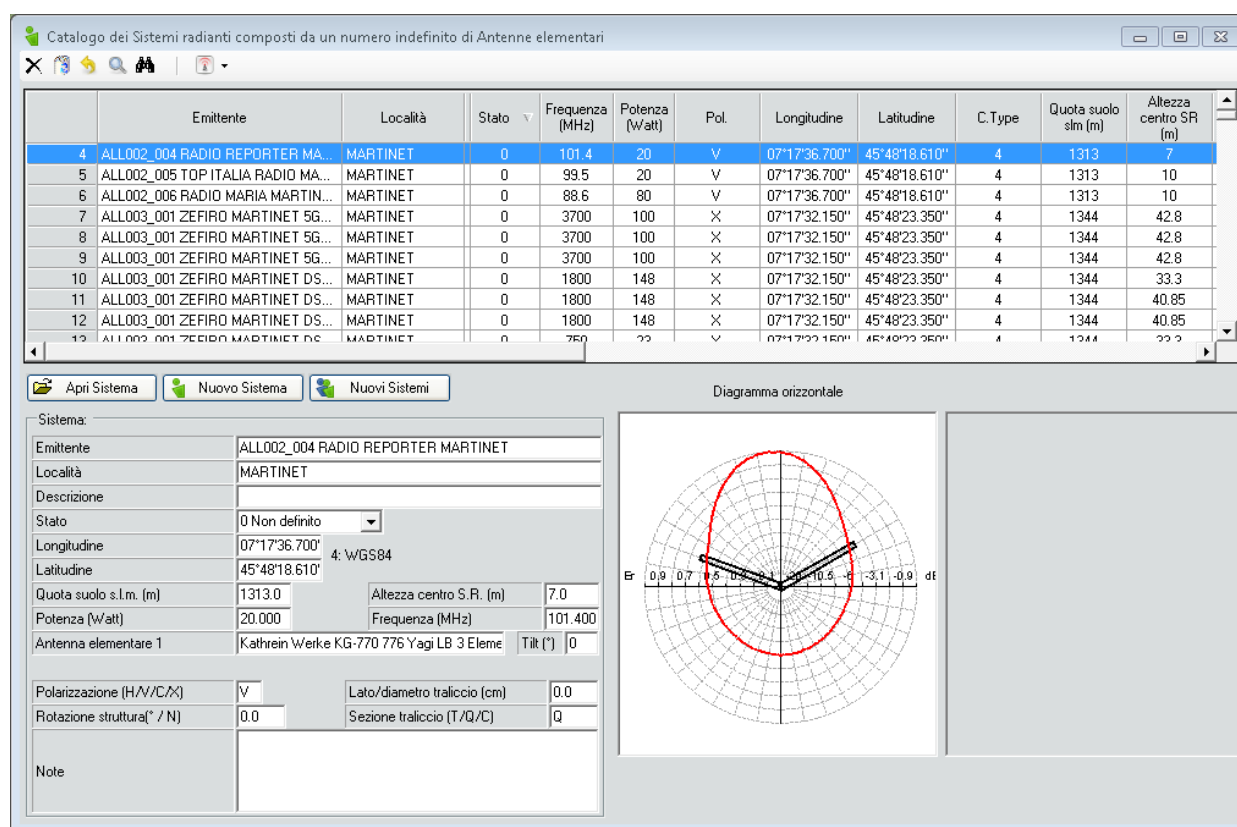 Catalogo dei Sistemi radianti composti da un numero indefinito di Antenne elementari
Emittente Località Stato Frequenza (MHz) Potenza (Watt) Pol. Longitudine Latitudine C.Type Quota suolo slm (m) Altezza centro SR (m)
4 ALL002_004 RADIO REPORTER MA... MARTINET 0 101.4 20 V 07°17'36.700'' 45°48'18.610'' 4 1313 7
5 ALL002_005 TOP ITALIA RADIO MA... MARTINET 0 99.5 20 V 07°17'36.700'' 45°48'18.610'' 4 1313 10
6 ALL002_006 RADIO MARIA MARTIN... MARTINET 0 88.6 80 V 07°17'36.700'' 45°48'18.610'' 4 1313 10
7 ALL003_001 ZEFIRO MARTINET 5G... MARTINET 0 3700 100 X 07°17'32.150'' 45°48'23.350'' 4 1344 42.8
8 ALL003_001 ZEFIRO MARTINET 5G... MARTINET 0 3700 100 X 07°17'32.150'' 45°48'23.350'' 4 1344 42.8
9 ALL003_001 ZEFIRO MARTINET 5G... MARTINET 0 3700 100 X 07°17'32.150'' 45°48'23.350'' 4 1344 42.8
10 ALL003_001 ZEFIRO MARTINET DS... MARTINET 0 1800 148 X 07°17'32.150'' 45°48'23.350'' 4 1344 33.3
11 ALL003_001 ZEFIRO MARTINET DS... MARTINET 0 1800 148 X 07°17'32.150'' 45°48'23.350'' 4 1344 40.85
12 ALL003_001 ZEFIRO MARTINET DS... MARTINET 0 1800 148 X 07°17'32.150'' 45°48'23.350'' 4 1344 40.85
Apri Sistema Nuovo Sistema Nuovi Sistemi Diagramma orizzontale
Sistema:
Emittente ALL002_004 RADIO REPORTER MARTINET
Località MARTINET
Descrizione
Stato 0 Non definito
Longitudine 07°17'36.700'
4: WGS84
Latitudine 45°48'18.610'
Quota suolo s.l.m. (m) 1313.0 Altezza centro S.R. (m) 7.0
Potenza (Watt) 20.000 Frequenza (MHz) 101.400
Antenna elementare 1 Kathrein Werke KG-770 776 Yagi LB 3 Eleme Tilt (°) 0
Polarizzazione (H/V/C/X) V Lato/diametro traliccio (cm) 0.0
Rotazione struttura(° / N) 0.0 Sezione traliccio (T/Q/C) Q
Note
Er 0.9 0.7 -10.5 -6 -3.1 -0.9